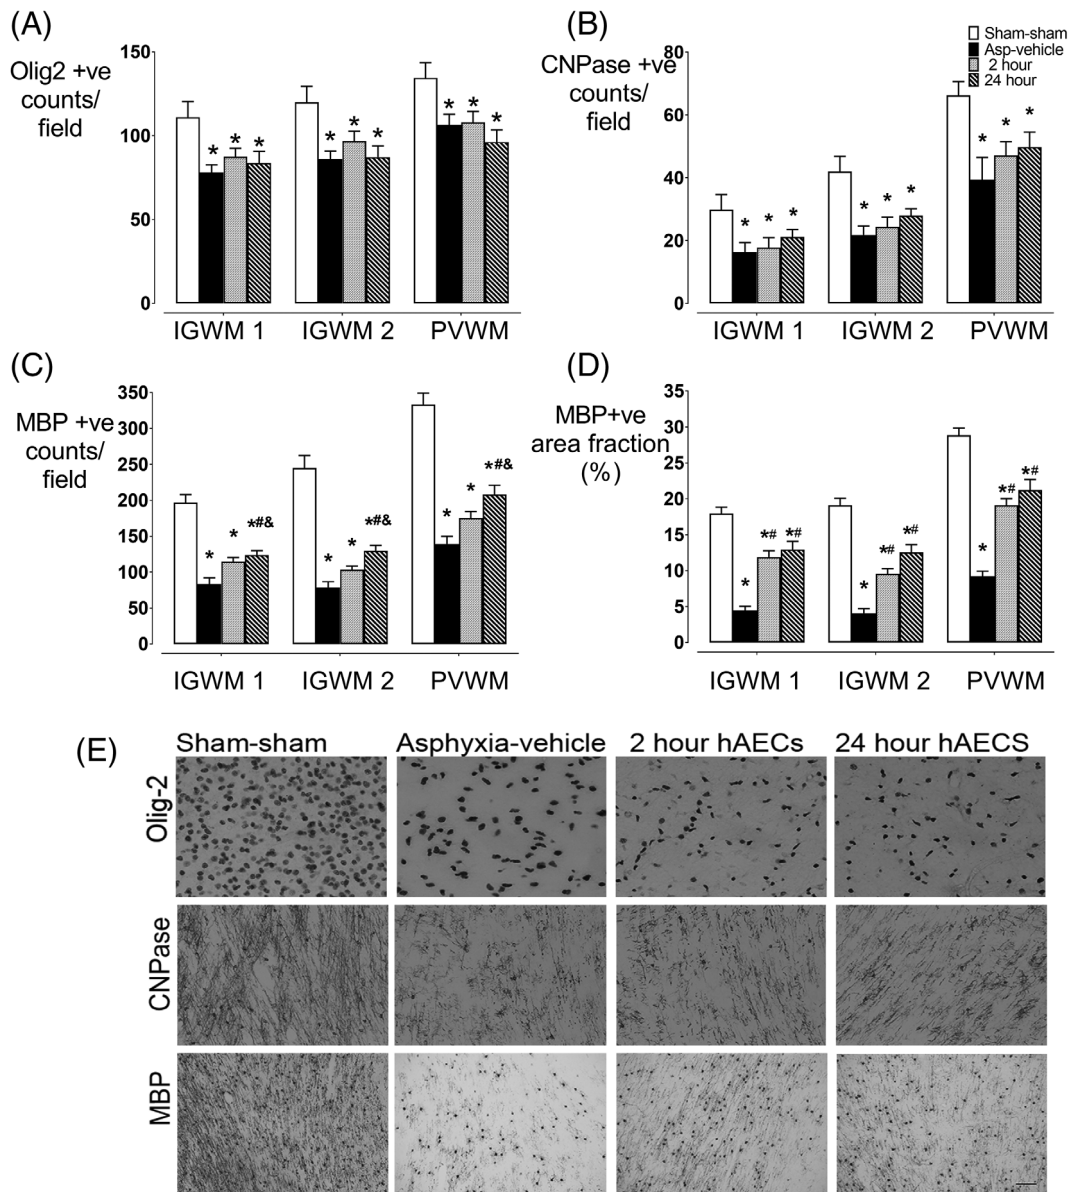 (A)
Olig2 +ve
counts/
field
150
100
50
0
* * *
* * *
* * *
IGWM 1 IGWM 2 PVWM
(B)
CNPase +ve
counts/
field
Sham-sham
Asp-vehicle
2 hour
24 hour
80
60
40
20
0
* * *
* * *
* * *
IGWM 1 IGWM 2 PVWM
(C)
MBP +ve
counts/
field
350
300
250
200
150
100
50
0
* * *#&
* * *#&
* * *#&
IGWM 1 IGWM 2 PVWM
(D)
MBP+ve
area fraction
(%)
35
30
25
20
15
10
5
0
* *# *#
* *# *#
* *# *#
IGWM 1 IGWM 2 PVWM
(E)
Sham-sham Asphyxia-vehicle 2 hour hAECs 24 hour hAECS
Olig-2
CNPase
MBP